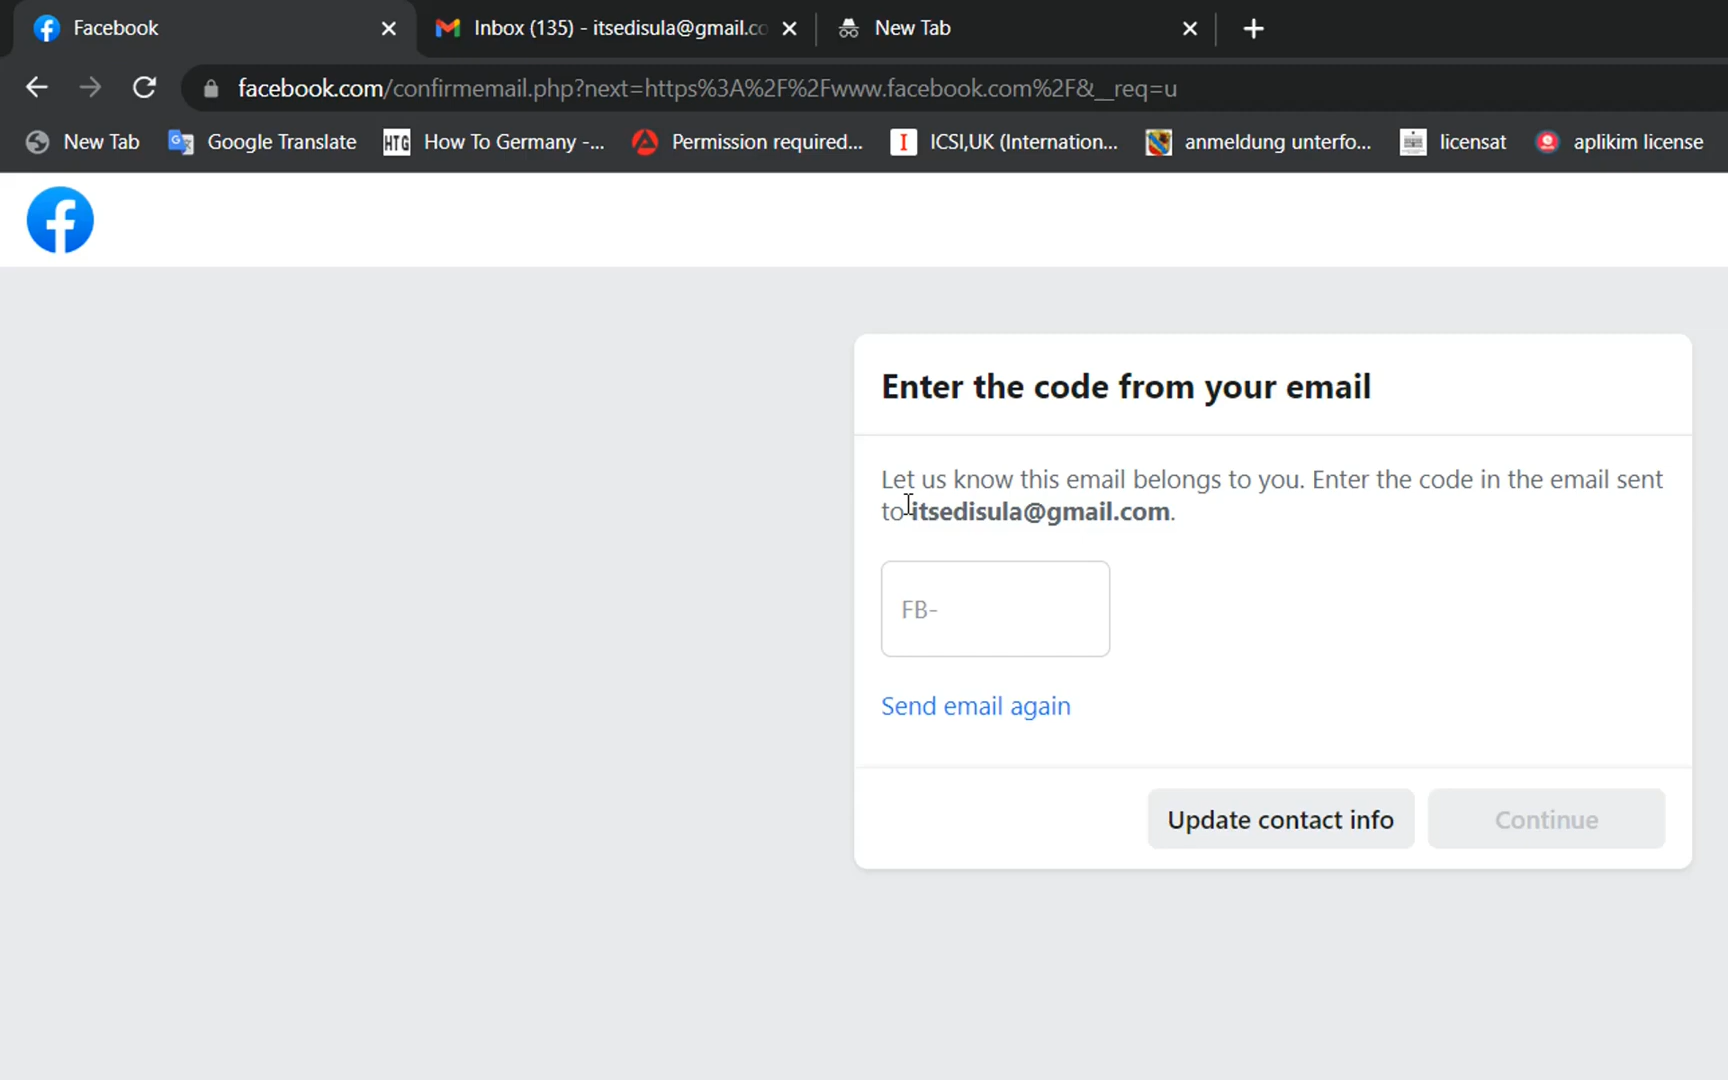 Facebook
Inbox (135) - itsedisula@gmail.co
New Tab
facebook.com/confirmemail.php?next=https%3A%2F%2Fwww.facebook.com%2F&__req=u
New Tab
Google Translate
HTG How To Germany -...
Permission required...
I ICSI,UK (Internation...
anmeldung unterfo...
licensat
aplikim license
Enter the code from your email
Let us know this email belongs to you. Enter the code in the email sent
to itsedisula@gmail.com.
FB-
Send email again
Update contact info
Continue